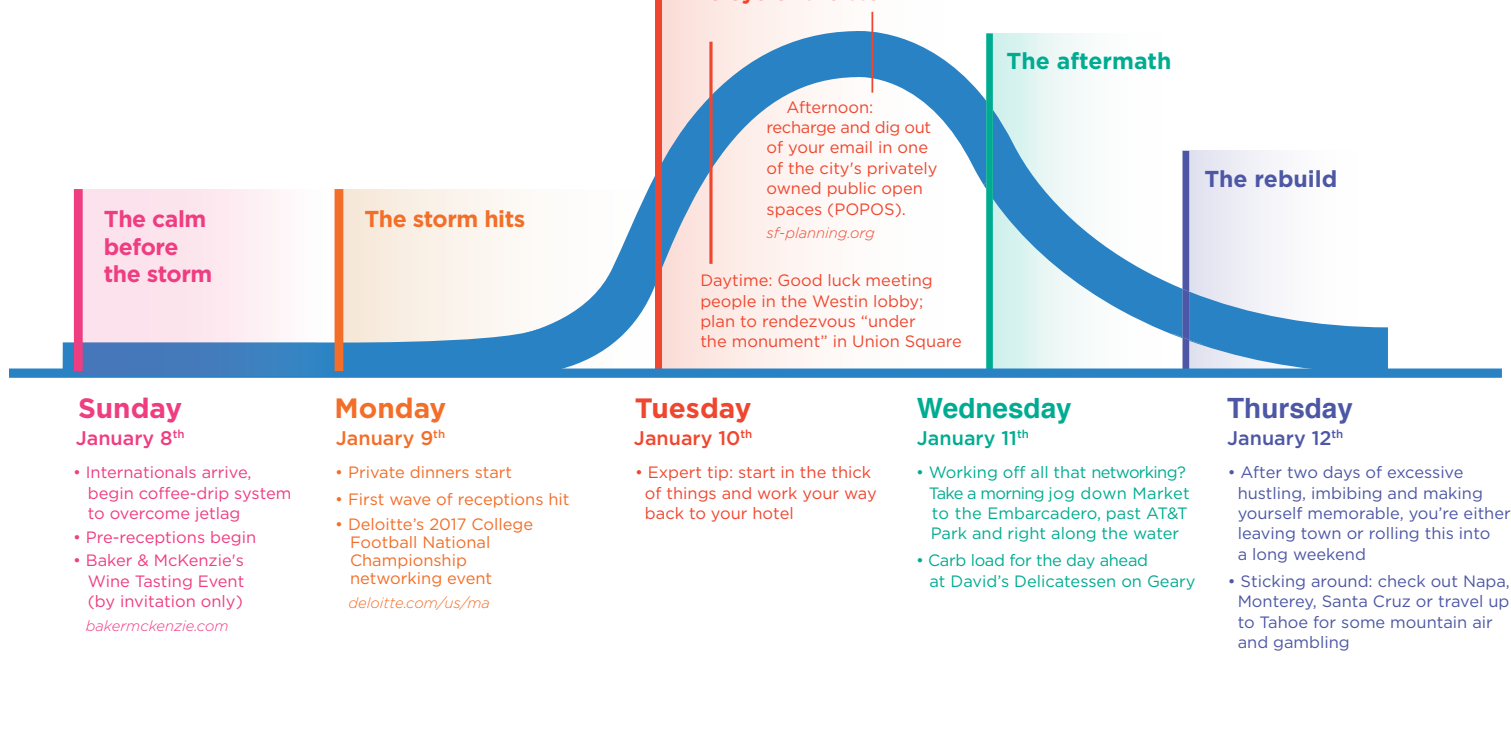 The calm
before
the storm
The storm hits
Afternoon:
recharge and dig out
of your email in one
of the city's privately
owned public open
spaces (POPOS).
sf-planning.org
Daytime: Good luck meeting
people in the Westin lobby;
plan to rendezvous “under
the monument” in Union Square
The aftermath
The rebuild
Sunday
January 8th
• Internationals arrive,
begin coffee-drip system
to overcome jetlag
• Pre-receptions begin
• Baker & McKenzie's
Wine Tasting Event
(by invitation only)
bakermckenzie.com
Monday
January 9th
• Private dinners start
• First wave of receptions hit
• Deloitte’s 2017 College
Football National
Championship
networking event
deloitte.com/us/ma
Tuesday
January 10th
• Expert tip: start in the thick
of things and work your way
back to your hotel
Wednesday
January 11th
• Working off all that networking?
Take a morning jog down Market
to the Embarcadero, past AT&T
Park and right along the water
• Carb load for the day ahead
at David’s Delicatessen on Geary
Thursday
January 12th
• After two days of excessive
hustling, imbibing and making
yourself memorable, you’re either
leaving town or rolling this into
a long weekend
• Sticking around: check out Napa,
Monterey, Santa Cruz or travel up
to Tahoe for some mountain air
and gambling